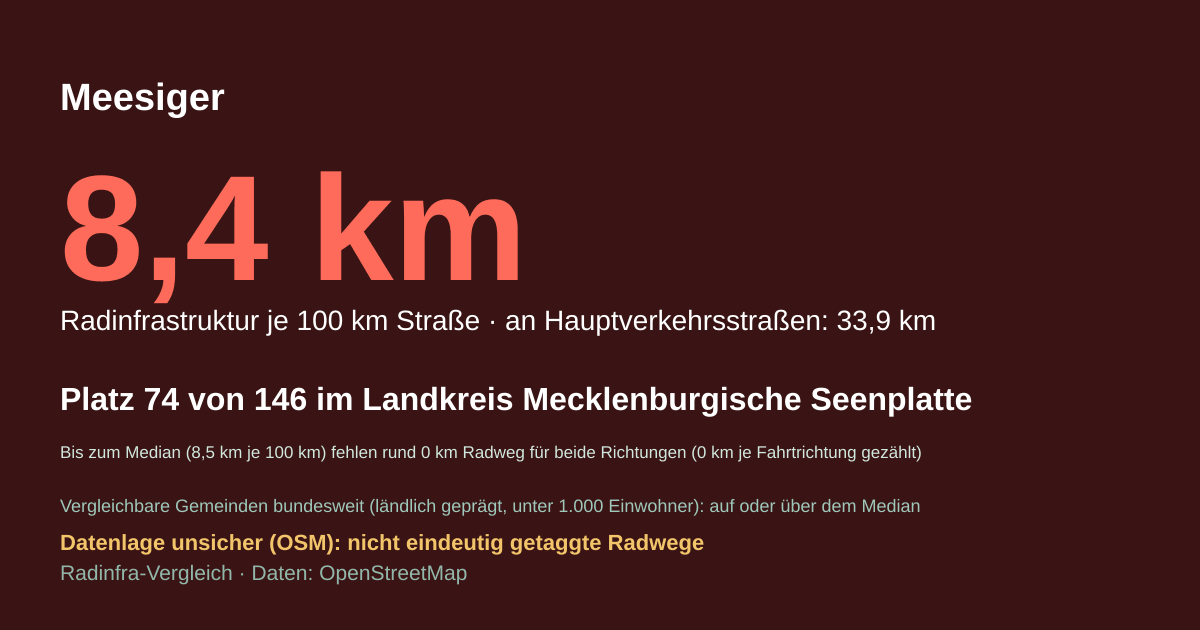 Meesiger
8,4 km
Radinfrastruktur je 100 km Straße · an Hauptverkehrsstraßen: 33,9 km
Platz 74 von 146 im Landkreis Mecklenburgische Seenplatte
Bis zum Median (8,5 km je 100 km) fehlen rund 0 km Radweg für beide Richtungen (0 km je Fahrtrichtung gezählt)
Vergleichbare Gemeinden bundesweit (ländlich geprägt, unter 1.000 Einwohner): auf oder über dem Median
Datenlage unsicher (OSM): nicht eindeutig getaggte Radwege
Radinfra-Vergleich · Daten: OpenStreetMap